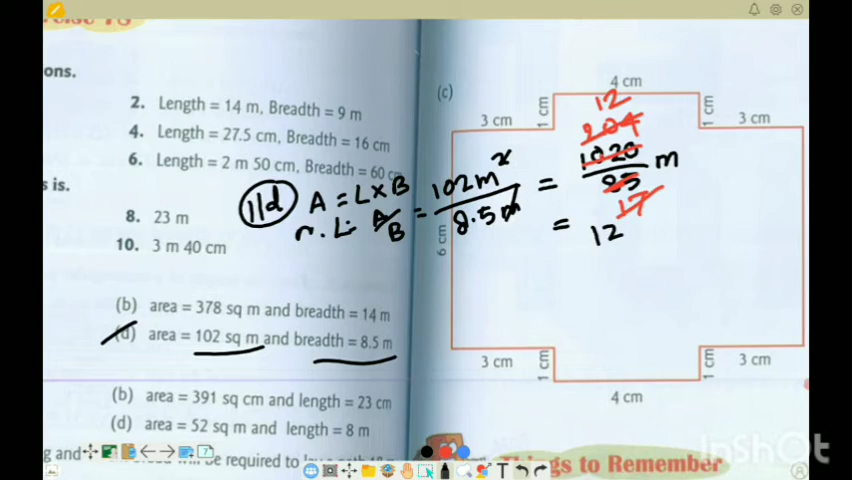 ons.
2. Length = 14 m, Breadth = 9 m
4. Length = 27.5 cm, Breadth = 16 cm
6. Length = 2 m 50 cm, Breadth = 60 cm
s is.
8. 23 m
10. 3 m 40 cm
(b) area = 378 sq m and breadth = 14 m
(d) area = 102 sq m and breadth = 8.5 m
(b) area = 391 sq cm and length = 23 cm
(d) area = 52 sq m and length = 8 m
be required to
(c)
4 cm
3 cm
1 cm
1 cm
3 cm
6 cm
3 cm
1 cm
1 cm
3 cm
4 cm
11d A = L × B
L = A/B = 102 m²/8.5 m = 1020/85 m
204
12
17
= 12
Things to Remember
InShOt
7
T